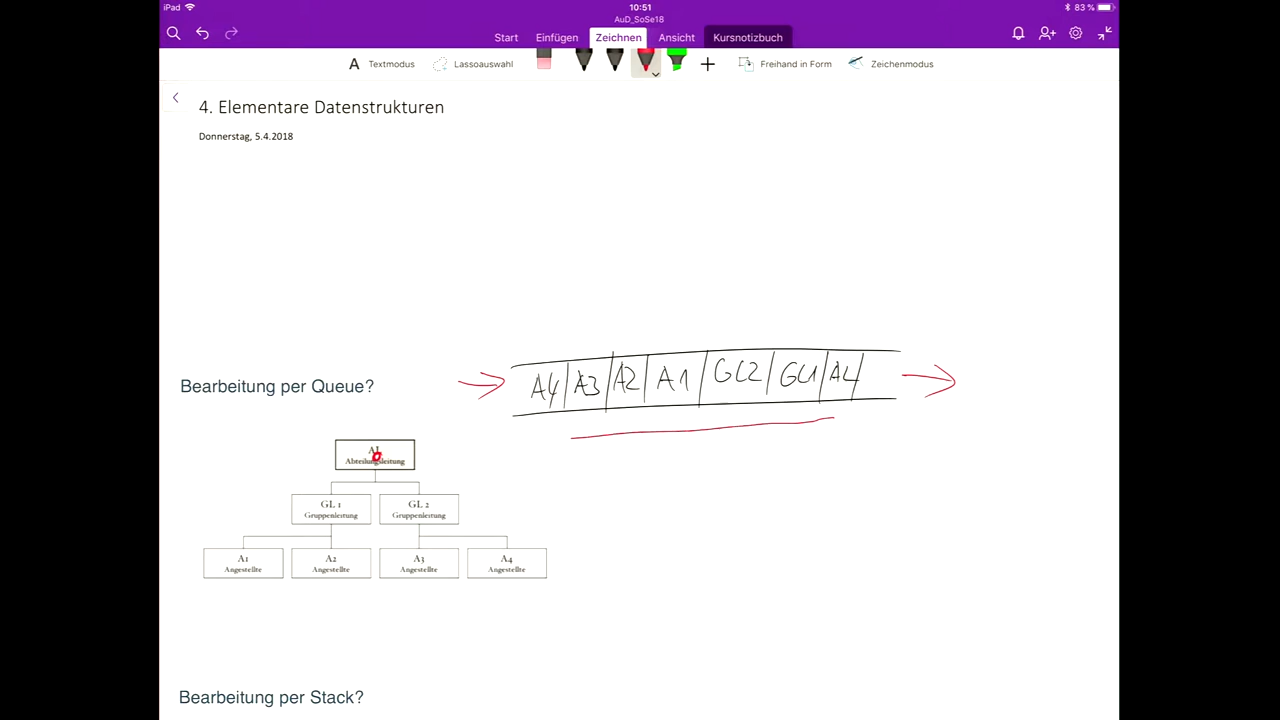 iPad 10:51 83 %
AuD_SoSe18
Start Einfügen Zeichnen Ansicht Kursnotizbuch
A Textmodus Lassoauswahl Freihand in Form Zeichenmodus
4. Elementare Datenstrukturen
Donnerstag, 5.4.2018
Bearbeitung per Queue?
A4 A3 A2 A1 GL2 GL1 A4
Abteilungsleitung
GL 1 GL 2
Gruppenleitung Gruppenleitung
A1 A2 A3 A4
Angestellte Angestellte Angestellte Angestellte
Bearbeitung per Stack?